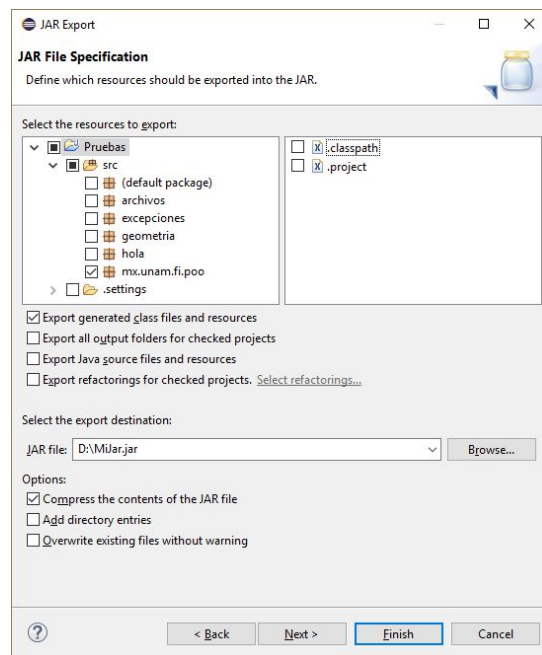 JAR Export
JAR File Specification
Define which resources should be exported into the JAR.
Select the resources to export:
Pruebas
src
(default package)
archivos
excepciones
geometria
hola
mx.unam.fi.poo
.settings
.classpath
.project
Export generated class files and resources
Export all output folders for checked projects
Export Java source files and resources
Export refactorings for checked projects. Select refactorings...
Select the export destination:
JAR file: D:\MiJar.jar Browse...
Options:
Compress the contents of the JAR file
Add directory entries
Overwrite existing files without warning
? < Back Next > Finish Cancel